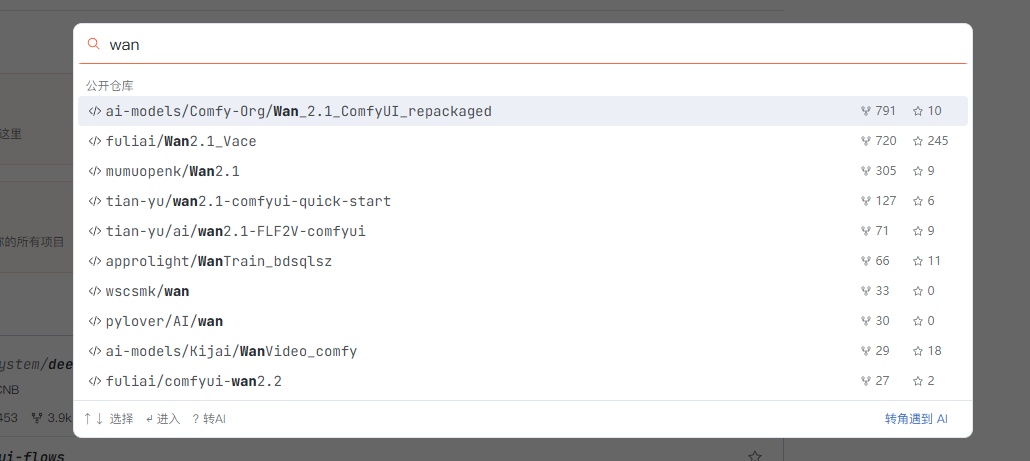 wan
公开仓库
ai-models/Comfy-Org/Wan_2.1_ComfyUI_repackaged 791 10
fuliai/Wan2.1_Vace 720 245
mumuopenk/Wan2.1 305 9
tian-yu/wan2.1-comfyui-quick-start 127 6
tian-yu/ai/wan2.1-FLF2V-comfyui 71 9
approlight/WanTrain_bdsqlsz 66 11
wscsmk/wan 33 0
pylover/AI/wan 30 0
ai-models/Kijai/WanVideo_comfy 29 18
fuliai/comfyui-wan2.2 27 2
↑↓ 选择 ↵ 进入 ? 转AI 转角遇到 AI
这里
的所有项目
ystem/dee
CNB
453 3.9k
ui-flows